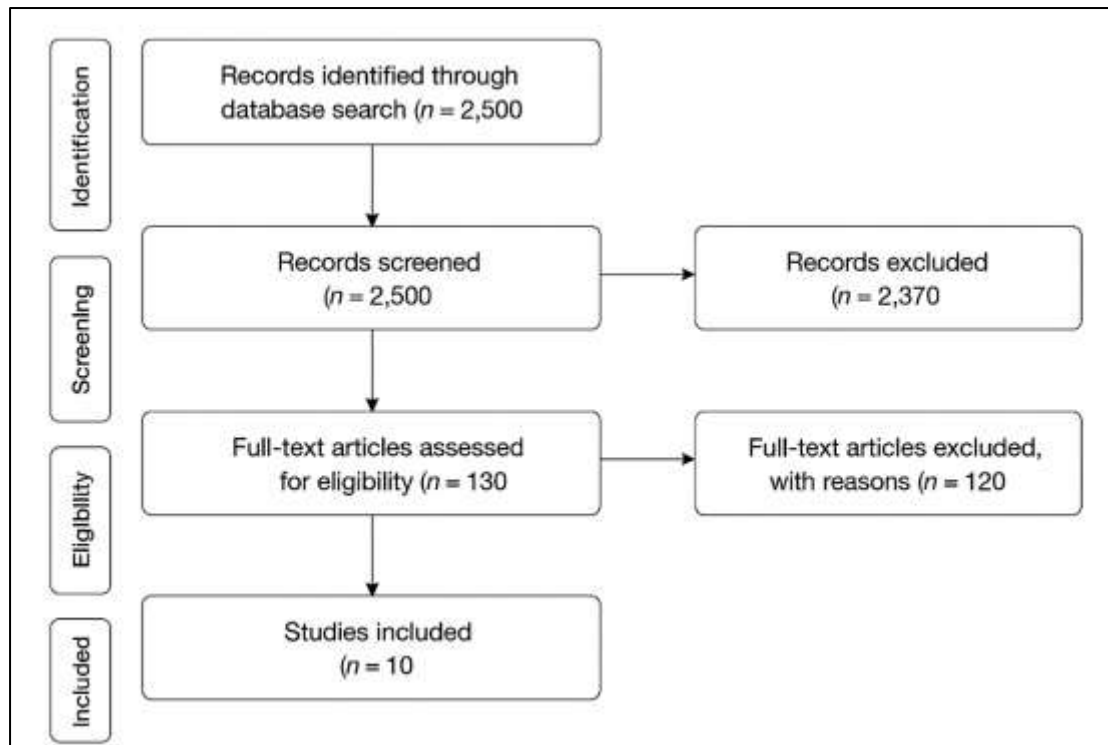 Identification
Records identified through
database search (n = 2,500
Screening
Records screened
(n = 2,500
Records excluded
(n = 2,370
Eligibility
Full-text articles assessed
for eligibility (n = 130
Full-text articles excluded,
with reasons (n = 120
Included
Studies included
(n = 10